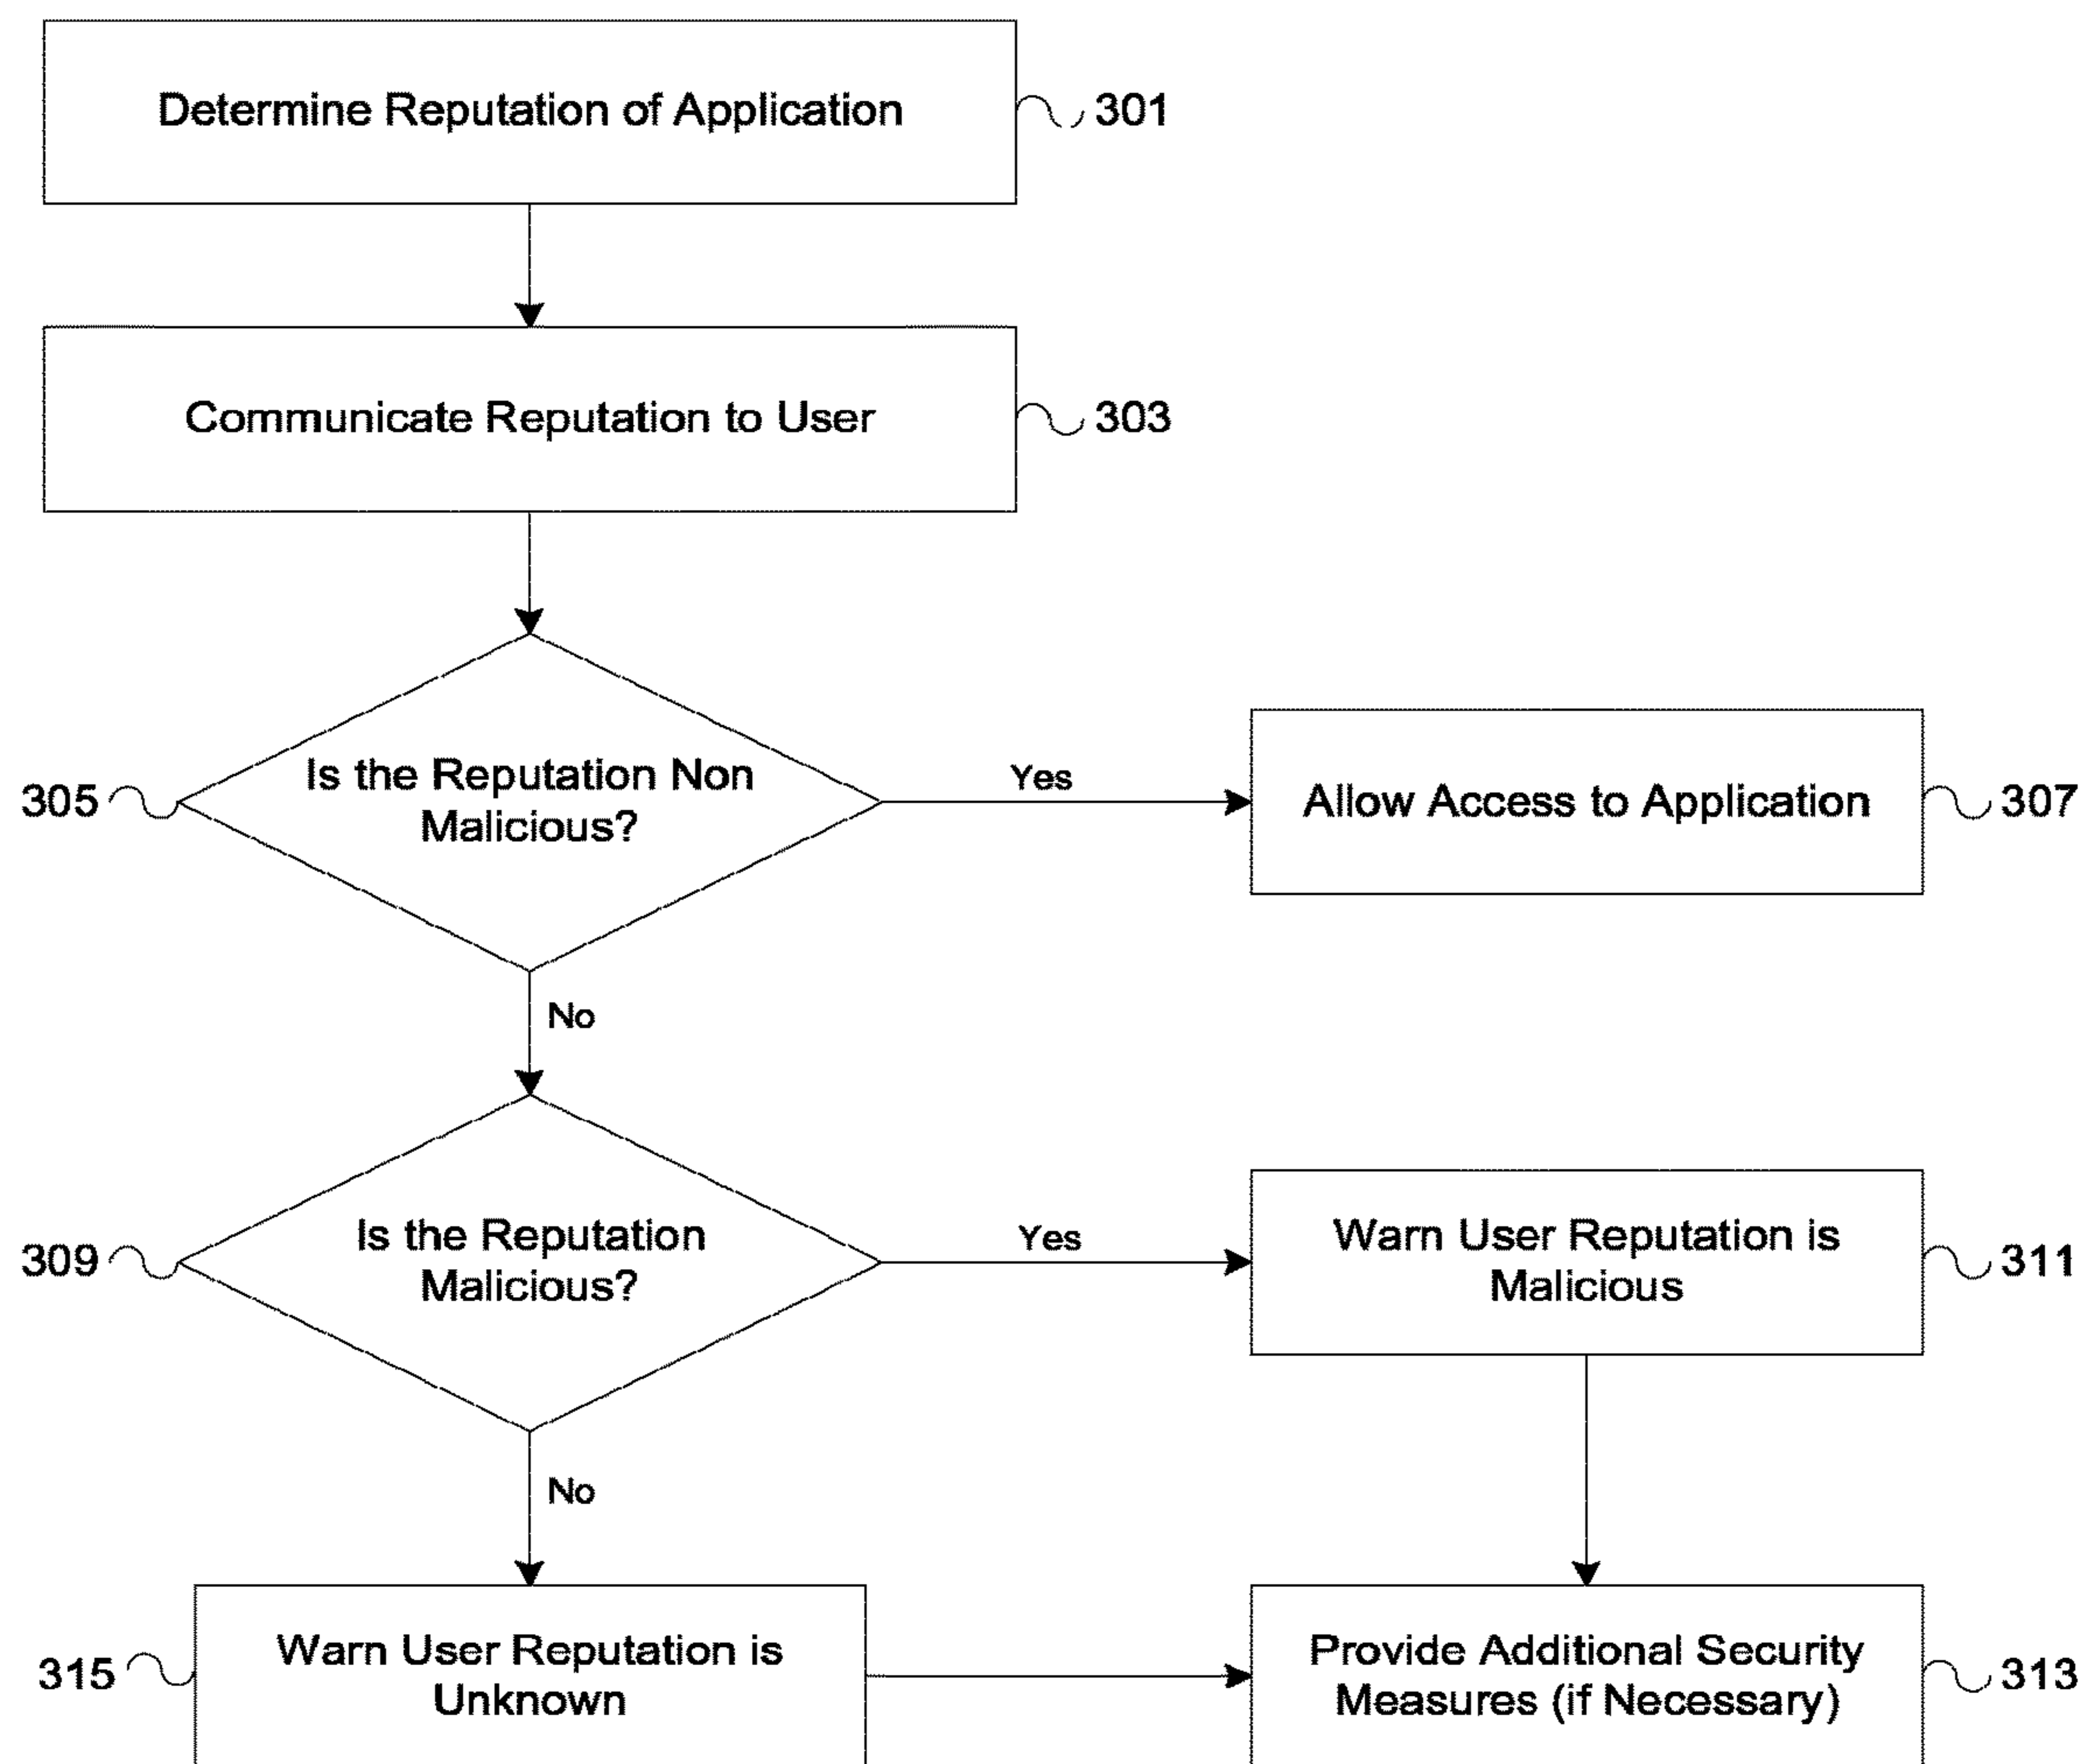 Determine Reputation of Application
301
Communicate Reputation to User
303
305
Is the Reputation Non
Malicious?
Yes
Allow Access to Application
307
No
309
Is the Reputation
Malicious?
Yes
Warn User Reputation is
Malicious
311
No
315
Warn User Reputation is
Unknown
Provide Additional Security
Measures (if Necessary)
313